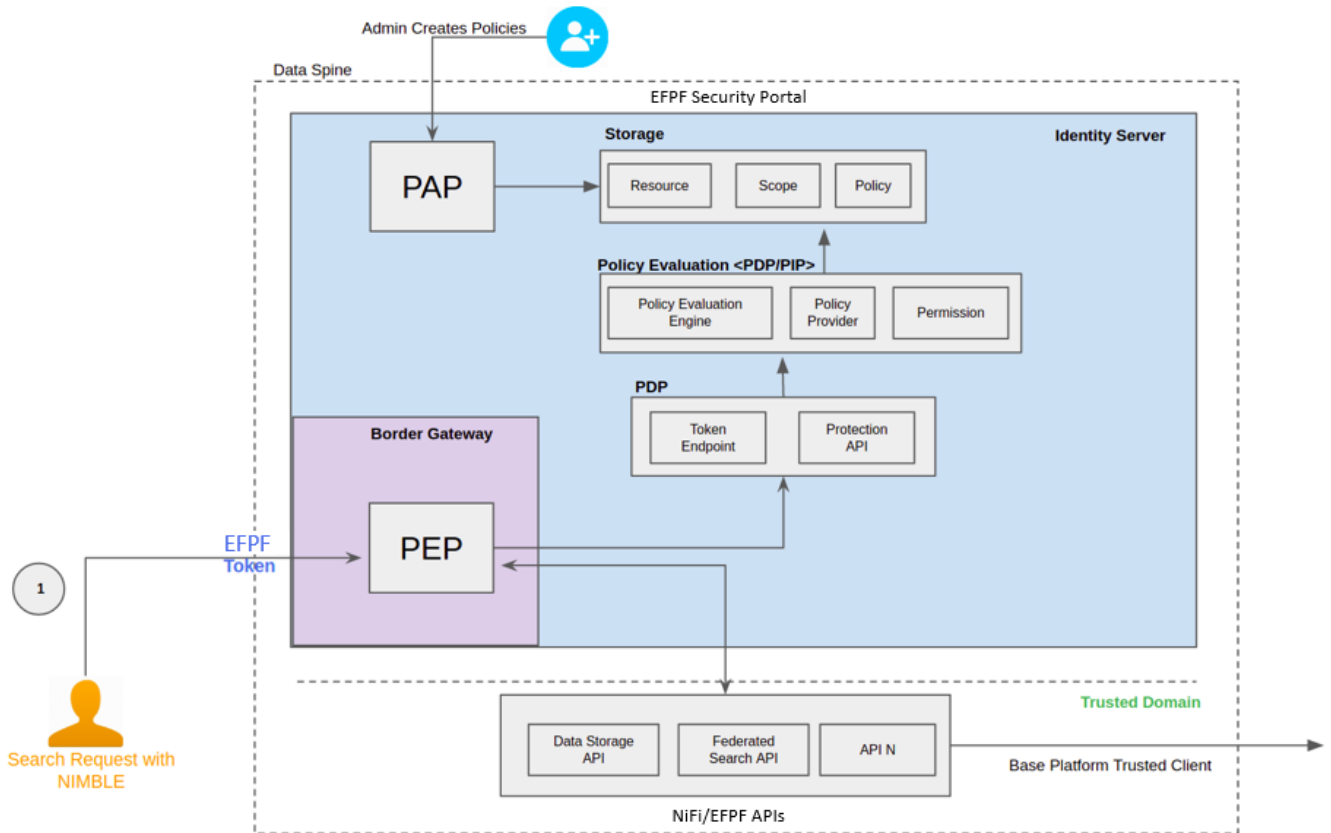 Admin Creates Policies
Data Spine
EFPF Security Portal
Storage
Identity Server
PAP
Resource
Scope
Policy
Policy Evaluation <PDP/PIP>
Policy Evaluation
Engine
Policy
Provider
Permission
PDP
Token
Endpoint
Protection
API
Border Gateway
PEP
EFPF
Token
1
Search Request with
NIMBLE
Trusted Domain
Data Storage
API
Federated
Search API
API N
Base Platform Trusted Client
NiFi/EFPF APIs